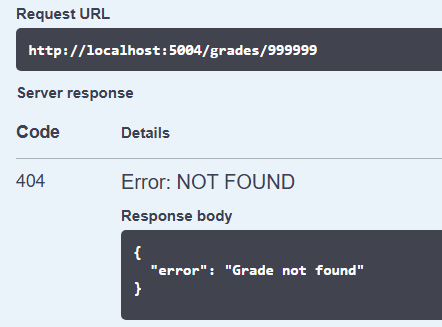 Request URL
http://localhost:5004/grades/999999
Server response
Code Details
404 Error: NOT FOUND
Response body
{
"error": "Grade not found"
}